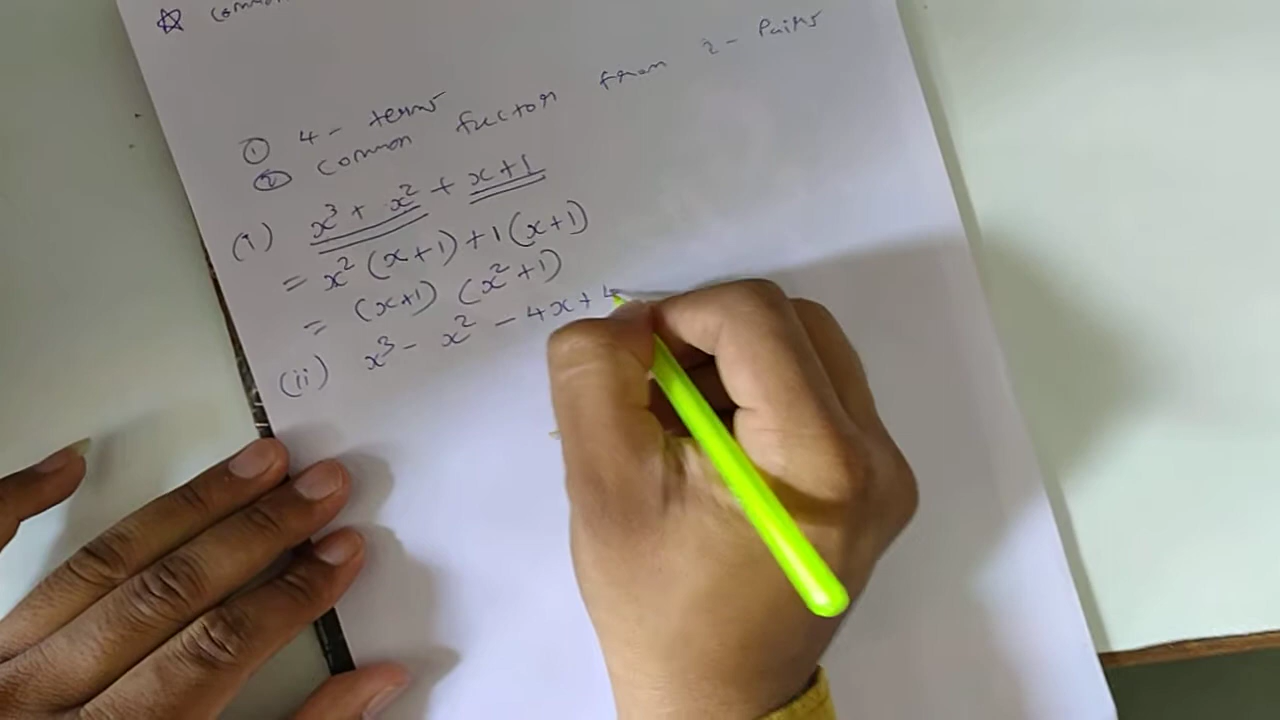 ① 4 - terms
② common factor from 2 - Pairs
(i) x³ + x² + x + 1
= x² (x+1) + 1 (x+1)
= (x+1) (x² + 1)
(ii) x³ - x² - 4x + 4